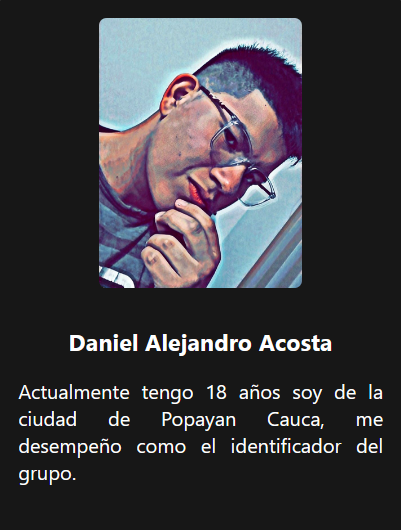 Daniel Alejandro Acosta
Actualmente tengo 18 años soy de la
ciudad de Popayan Cauca, me
desempeño como el identificador del
grupo.